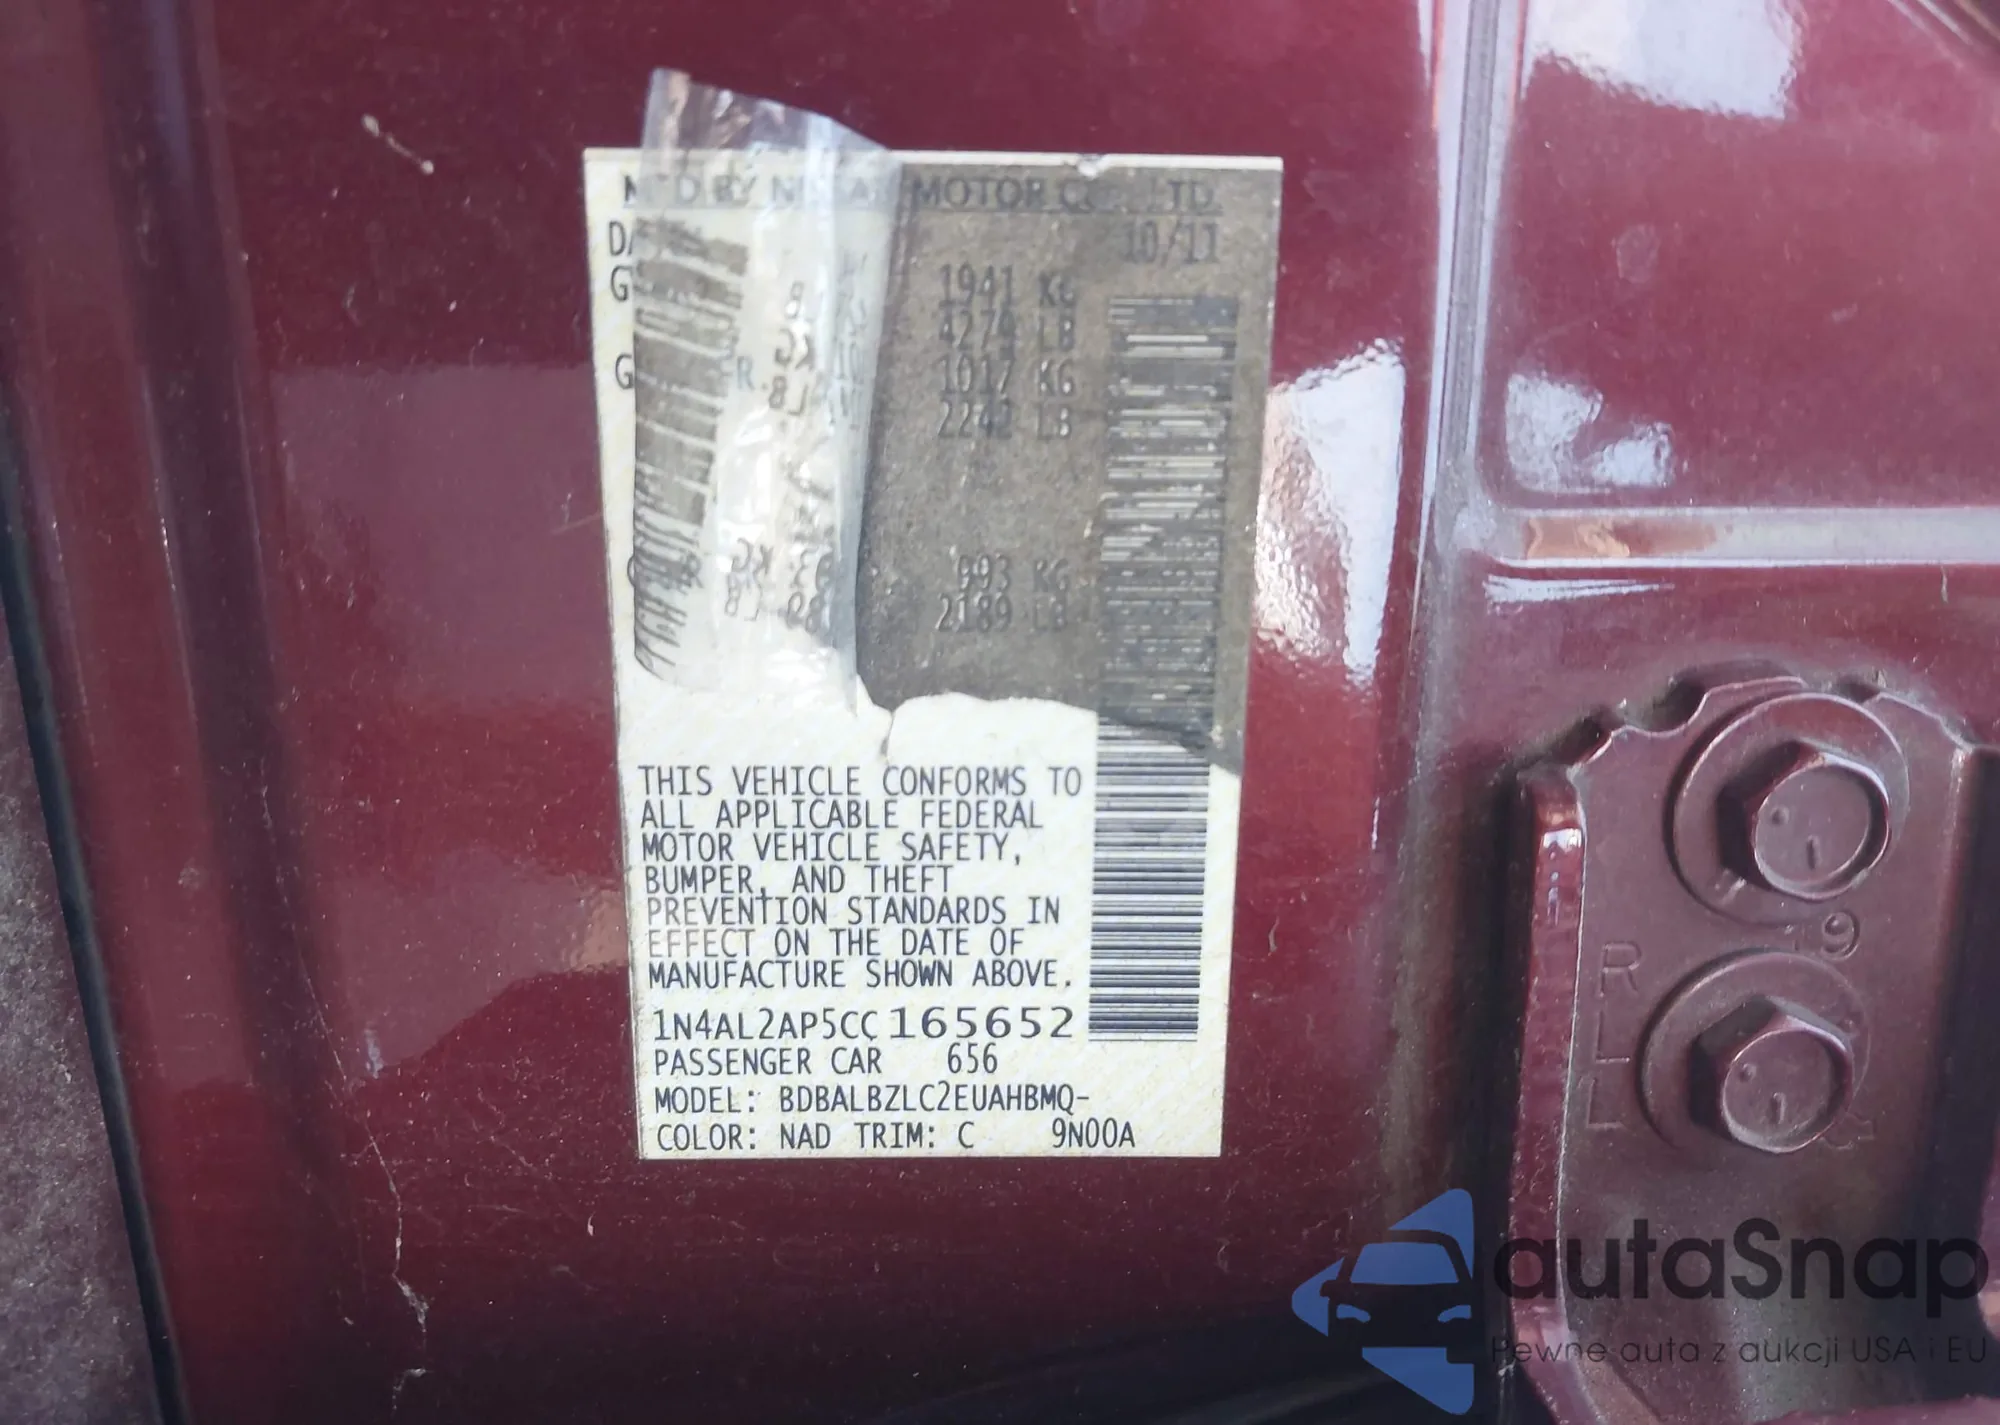 MOTOR CO., LTD.
10/11
1941 KG
4279 LB
1017 KG
2242 LB
993 KG
2189 LB
THIS VEHICLE CONFORMS TO
ALL APPLICABLE FEDERAL
MOTOR VEHICLE SAFETY,
BUMPER, AND THEFT
PREVENTION STANDARDS IN
EFFECT ON THE DATE OF
MANUFACTURE SHOWN ABOVE.
1N4AL2AP5CC165652
PASSENGER CAR 656
MODEL: BDBALBZLC2EUAHBMQ-
COLOR: NAD TRIM: C 9N00A
19
R
L
L
autaSnap
Pewne auta z aukcji USA i EU